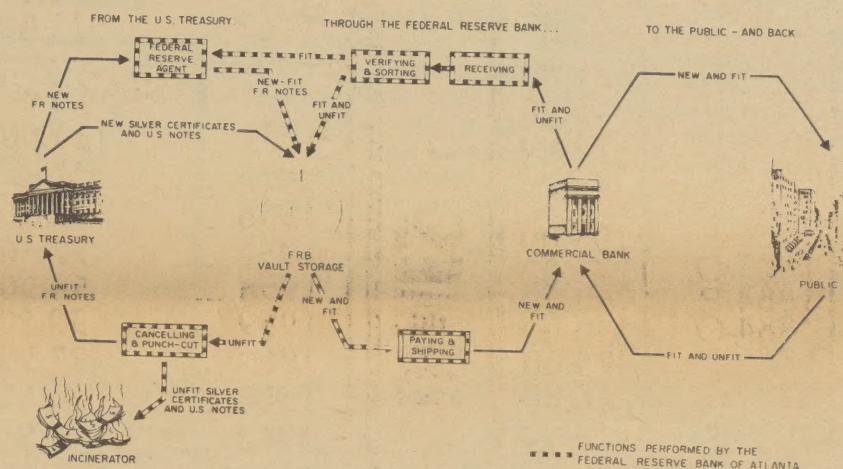 FROM THE U.S. TREASURY...
THROUGH THE FEDERAL RESERVE BANK...
TO THE PUBLIC - AND BACK
FEDERAL
RESERVE
AGENT
FIT
VERIFYING
& SORTING
RECEIVING
NEW AND FIT
NEW
FR NOTES
NEW-FIT
FR NOTES
FIT AND
UNFIT
FIT AND
UNFIT
NEW SILVER CERTIFICATES
AND U.S. NOTES
U.S. TREASURY
FRB
VAULT STORAGE
COMMERCIAL BANK
PUBLIC
UNFIT
FR NOTES
NEW AND
FIT
NEW AND
FIT
CANCELLING
& PUNCH-CUT
UNFIT
PAYING &
SHIPPING
FIT AND UNFIT
UNFIT SILVER
CERTIFICATES
AND U.S. NOTES
INCINERATOR
FUNCTIONS PERFORMED BY THE
FEDERAL RESERVE BANK OF ATLANTA